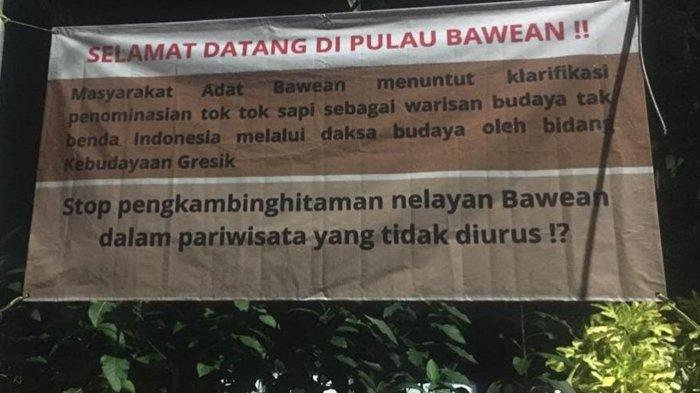 SELAMAT DATANG DI PULAU BAWEAN !!
Masyarakat Adat Bawean menuntut klarifikasi
penominasian tok tok sapi sebagai warisan budaya tak
benda Indonesia melalui daksa budaya oleh bidang
Kebudayaan Gresik
Stop pengkambinghitaman nelayan Bawean
dalam pariwisata yang tidak diurus !?